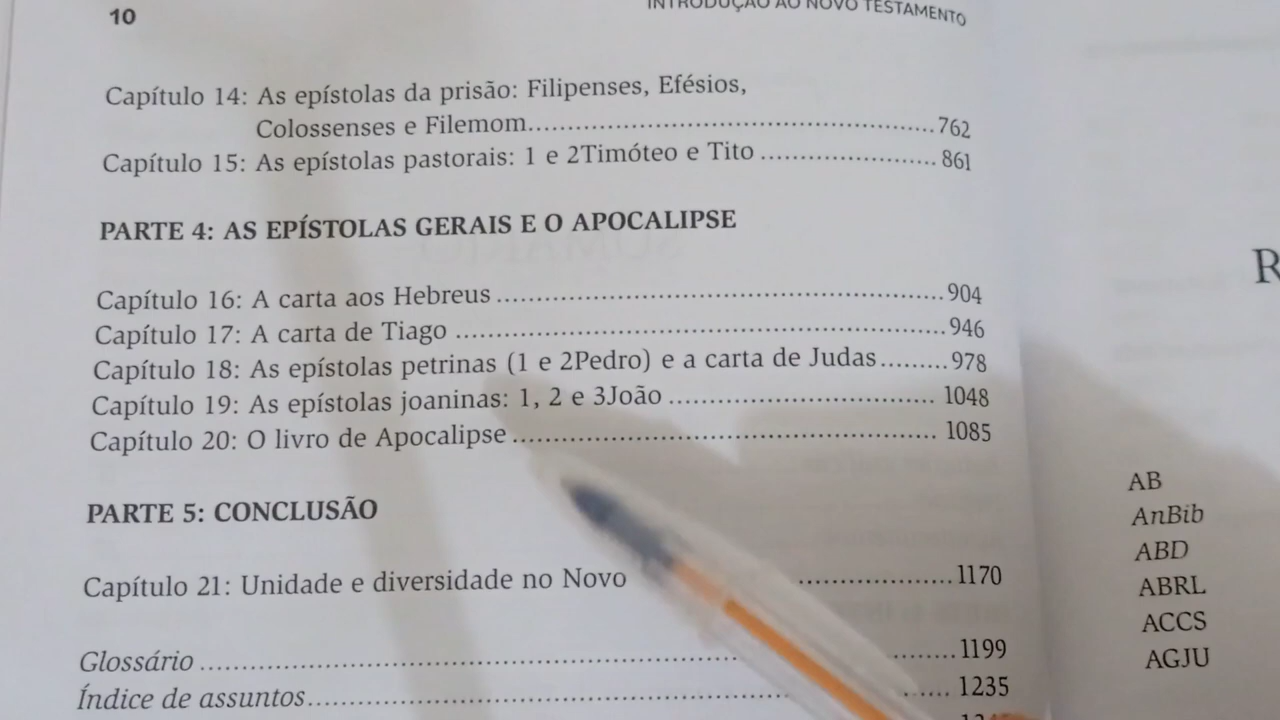 10
INTRODUÇÃO AO NOVO TESTAMENTO
Capítulo 14: As epístolas da prisão: Filipenses, Efésios,
Colossenses e Filemom........................................762
Capítulo 15: As epístolas pastorais: 1 e 2Timóteo e Tito ..................861
PARTE 4: AS EPÍSTOLAS GERAIS E O APOCALIPSE
Capítulo 16: A carta aos Hebreus ..............................................904
Capítulo 17: A carta de Tiago ..................................................946
Capítulo 18: As epístolas petrinas (1 e 2Pedro) e a carta de Judas.........978
Capítulo 19: As epístolas joaninas: 1, 2 e 3João ............................ 1048
Capítulo 20: O livro de Apocalipse ............................................ 1085
PARTE 5: CONCLUSÃO
Capítulo 21: Unidade e diversidade no Novo ....................1170
Glossário ....................................................................1199
Índice de assuntos........................................................ 1235
R
AB
AnBib
ABD
ABRL
ACCS
AGJU